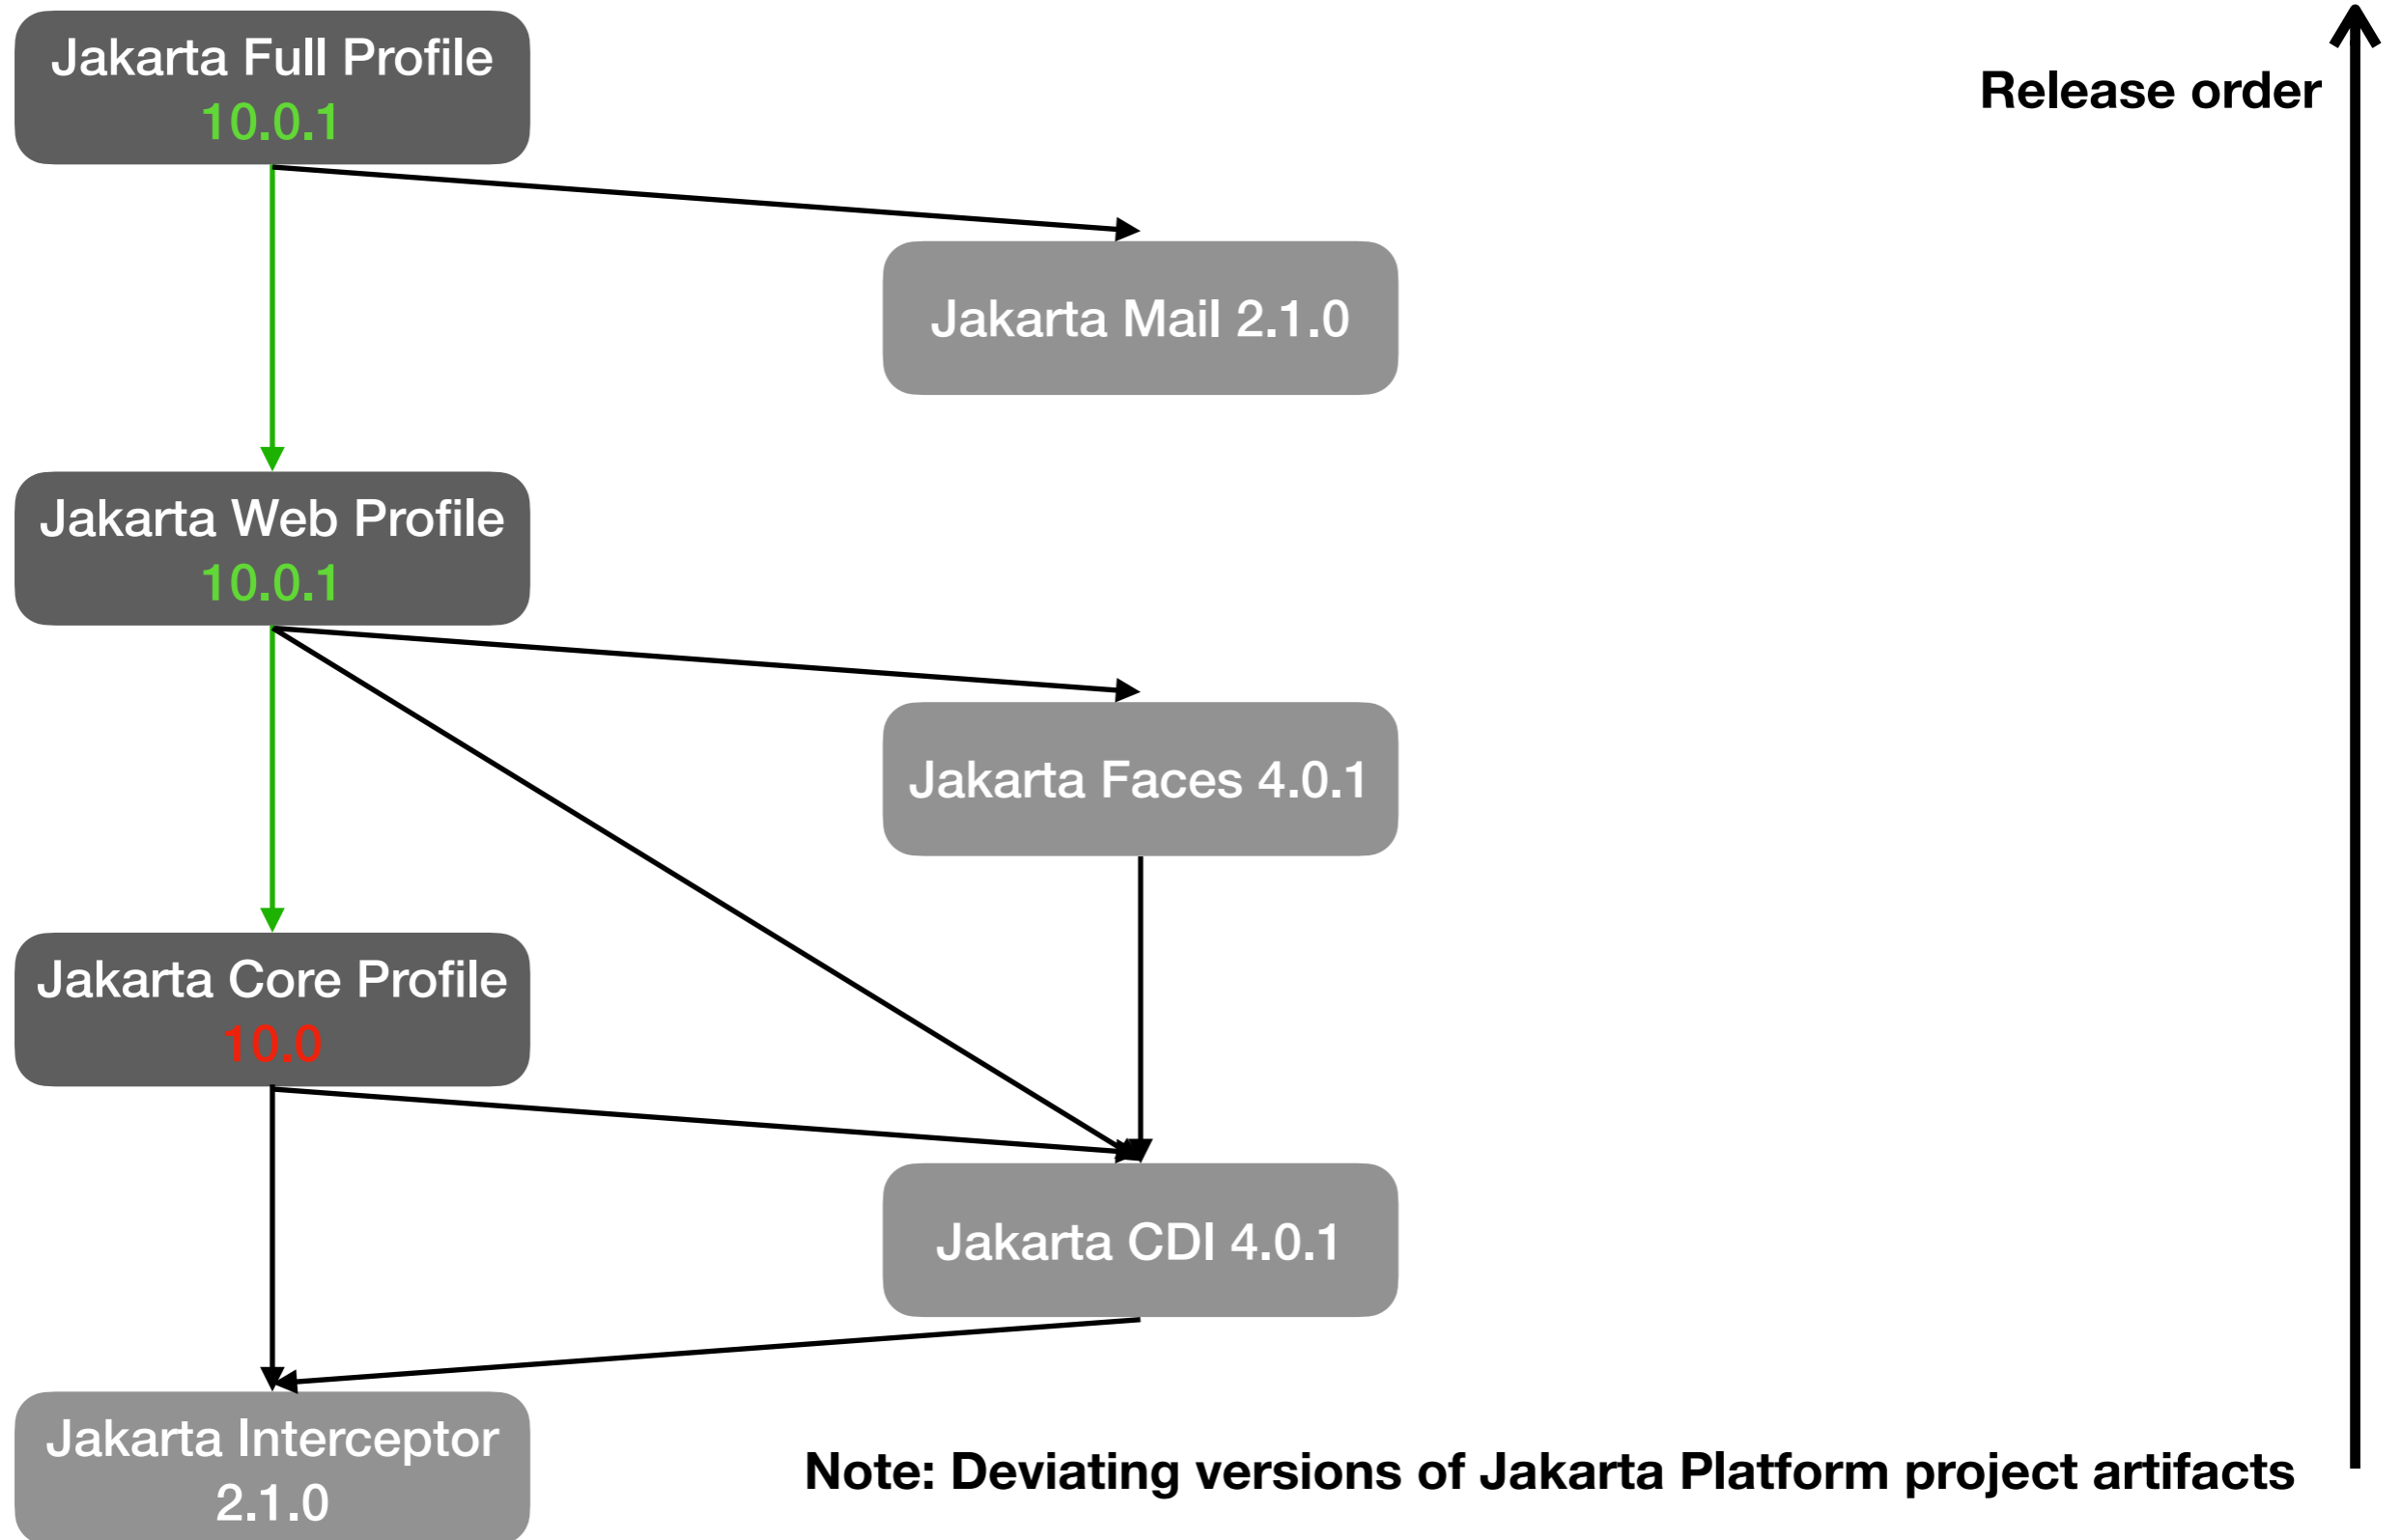 Jakarta Full Profile
10.0.1
Release order
Jakarta Mail 2.1.0
Jakarta Web Profile
10.0.1
Jakarta Faces 4.0.1
Jakarta Core Profile
10.0
Jakarta CDI 4.0.1
Jakarta Interceptor
2.1.0
Note: Deviating versions of Jakarta Platform project artifacts